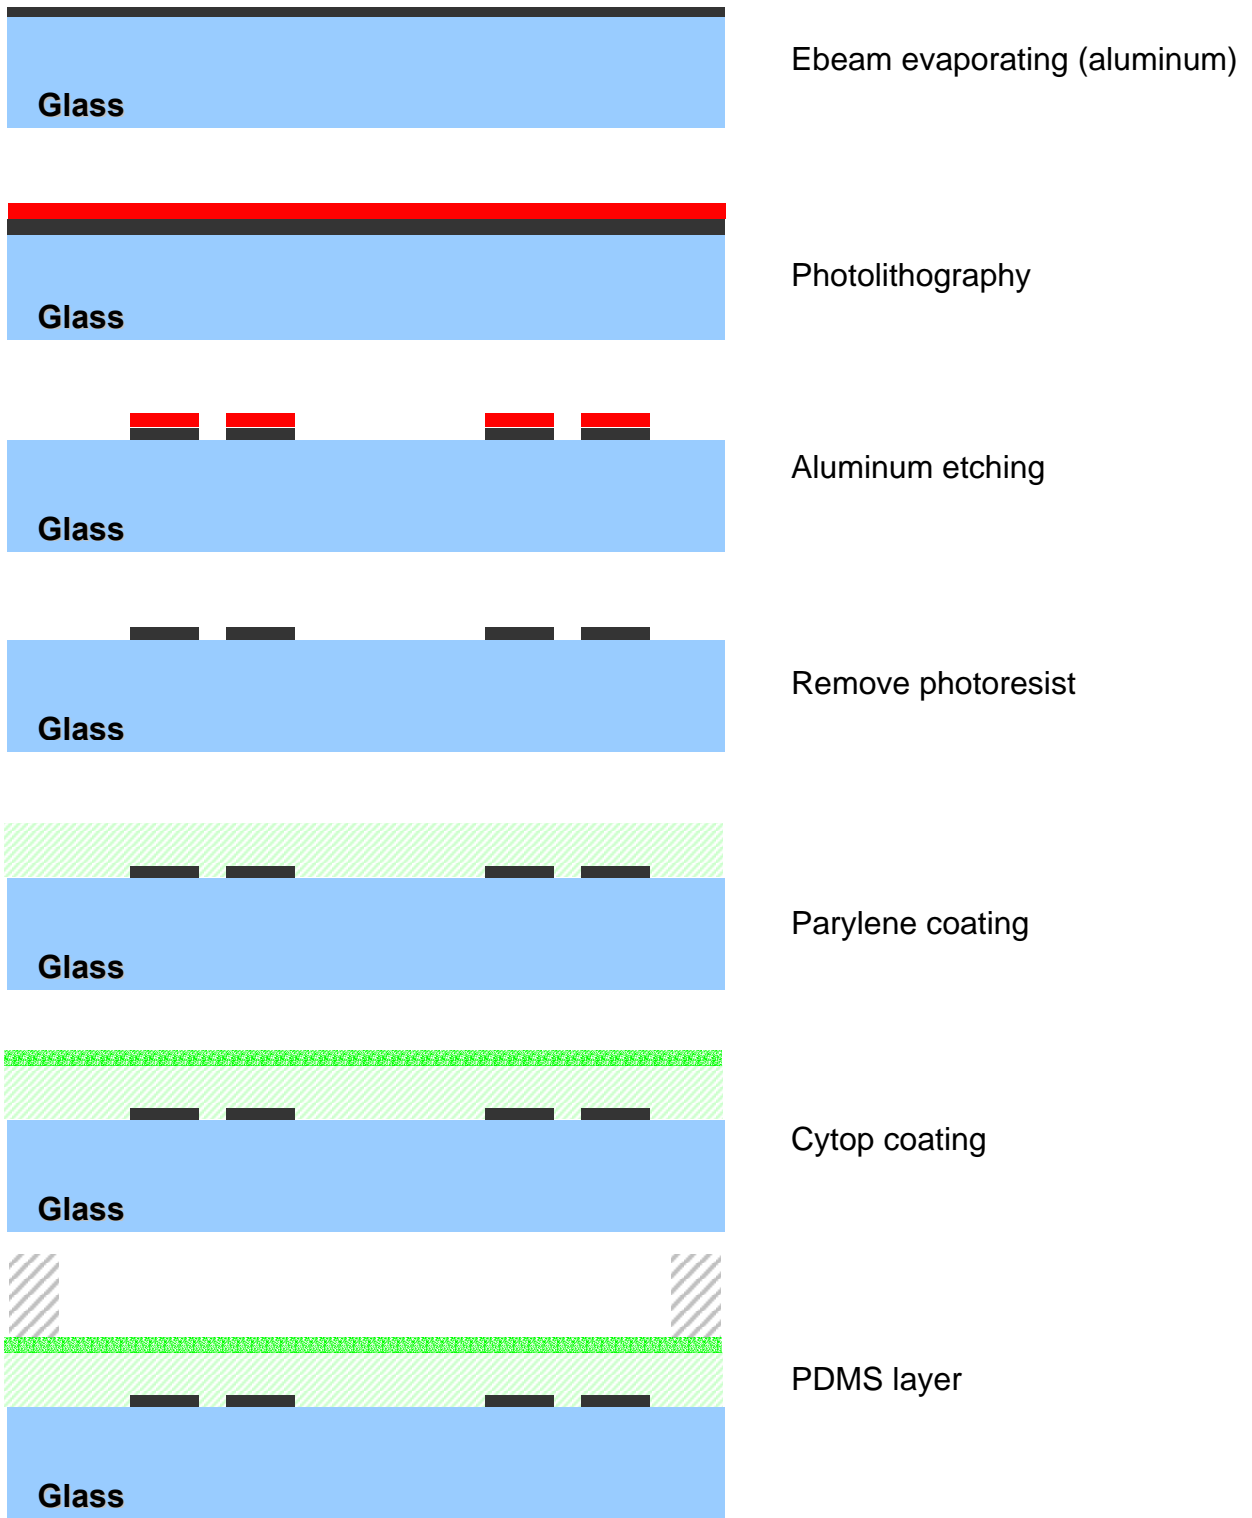 Ebeam evaporating (aluminum)
Glass
Photolithography
Glass
Aluminum etching
Glass
Remove photoresist
Glass
Parylene coating
Glass
Cytop coating
Glass
PDMS layer
Glass